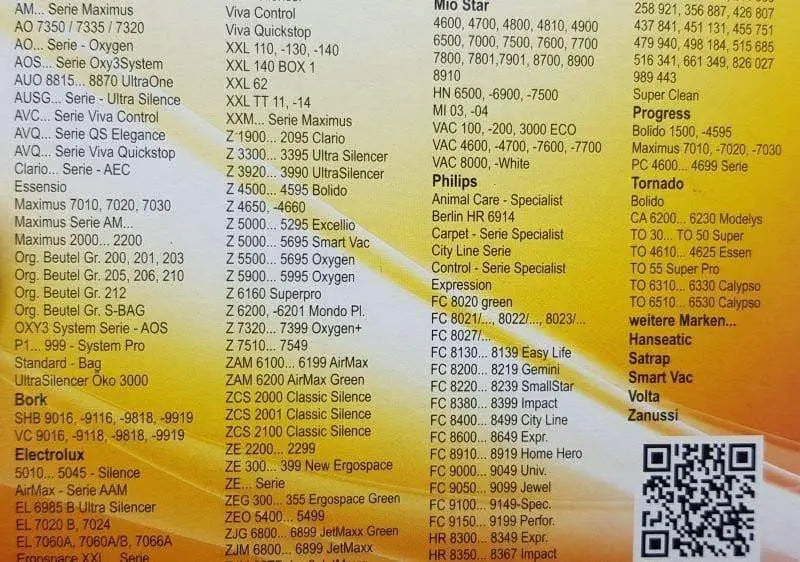 AM... Serie Maximus
AO 7350 / 7335 / 7320
AO... Serie - Oxygen
AOS... Serie Oxy3System
AUO 8815... 8870 UltraOne
AUSG... Serie - Ultra Silence
AVC... Serie Viva Control
AVQ... Serie QS Elegance
AVQ... Serie Viva Quickstop
Clario... Serie - AEC
Essensio
Maximus 7010, 7020, 7030
Maximus Serie AM...
Maximus 2000... 2200
Org. Beutel Gr. 200, 201, 203
Org. Beutel Gr. 205, 206, 210
Org. Beutel Gr. 212
Org. Beutel Gr. S-BAG
OXY3 System Serie - AOS
P1... 999 - System Pro
Standard - Bag
UltraSilencer Öko 3000
Bork
SHB 9016, -9116, -9818, -9919
VC 9016, -9118, -9818, -9919
Electrolux
5010... 5045 - Silence
AirMax - Serie AAM
EL 6985 B Ultra Silencer
EL 7020 B, 7024
EL 7060A, 7060A/B, 7066A
Ergospace XXL... Serie
Viva Control
Viva Quickstop
XXL 110, -130, -140
XXL 140 BOX 1
XXL 62
XXL TT 11, -14
XXM... Serie Maximus
Z 1900... 2095 Clario
Z 3300... 3395 Ultra Silencer
Z 3920... 3990 UltraSilencer
Z 4500... 4595 Bolido
Z 4650, -4660
Z 5000... 5295 Excellio
Z 5000... 5695 Smart Vac
Z 5500... 5695 Oxygen
Z 5900... 5995 Oxygen
Z 6160 Superpro
Z 6200, -6201 Mondo Pl.
Z 7320... 7399 Oxygen+
Z 7510... 7549
ZAM 6100... 6199 AirMax
ZAM 6200 AirMax Green
ZCS 2000 Classic Silence
ZCS 2001 Classic Silence
ZCS 2100 Classic Silence
ZE 2200... 2299
ZE 300... 399 New Ergospace
ZE... Serie
ZEG 300... 355 Ergospace Green
ZEO 5400... 5499
ZJG 6800... 6899 JetMaxx Green
ZJM 6800... 6899 JetMaxx
Mio Star
4600, 4700, 4800, 4810, 4900
6500, 7000, 7500, 7600, 7700
7800, 7801,7901, 8700, 8900
8910
HN 6500, -6900, -7500
MI 03, -04
VAC 100, -200, 3000 ECO
VAC 4600, -4700, -7600, -7700
VAC 8000, -White
Philips
Animal Care - Specialist
Berlin HR 6914
Carpet - Serie Specialist
City Line Serie
Control - Serie Specialist
Expression
FC 8020 green
FC 8021/..., 8022/..., 8023/...
FC 8027/...
FC 8130... 8139 Easy Life
FC 8200... 8219 Gemini
FC 8220... 8239 SmallStar
FC 8380... 8399 Impact
FC 8400... 8499 City Line
FC 8600... 8649 Expr.
FC 8910... 8919 Home Hero
FC 9000... 9049 Univ.
FC 9050... 9099 Jewel
FC 9100... 9149-Spec.
FC 9150... 9199 Perfor.
HR 8300... 8349 Expr.
HR 8350... 8367 Impact
258 921, 356 887, 426 807
437 841, 451 131, 455 751
479 940, 498 184, 515 685
516 341, 661 349, 826 027
989 443
Super Clean
Progress
Bolido 1500, -4595
Maximus 7010, -7020, -7030
PC 4600... 4699 Serie
Tornado
Bolido
CA 6200... 6230 Modelys
TO 30... TO 50 Super
TO 4610... 4625 Essen
TO 55 Super Pro
TO 6310... 6330 Calypso
TO 6510... 6530 Calypso
weitere Marken...
Hanseatic
Satrap
Smart Vac
Volta
Zanussi